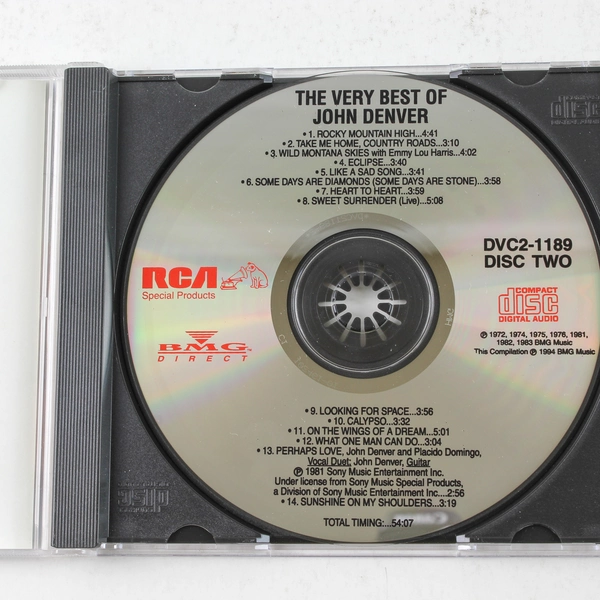 THE VERY BEST OF
JOHN DENVER
• 1. ROCKY MOUNTAIN HIGH...4:41
• 2. TAKE ME HOME, COUNTRY ROADS...3:10
• 3. WILD MONTANA SKIES with Emmy Lou Harris...4:02
• 4. ECLIPSE...3:40
• 5. LIKE A SAD SONG...3:41
• 6. SOME DAYS ARE DIAMONDS (SOME DAYS ARE STONE)...3:58
• 7. HEART TO HEART...3:59
• 8. SWEET SURRENDER (Live)...5:08
RCA
Special Products
BMG
DIRECT
DVC2-1189
DISC TWO
COMPACT
disc
DIGITAL AUDIO
℗ 1972, 1974, 1975, 1976, 1981,
1982, 1983 BMG Music
This Compilation ℗ 1994 BMG Music
• 9. LOOKING FOR SPACE...3:56
• 10. CALYPSO...3:32
• 11. ON THE WINGS OF A DREAM...5:01
• 12. WHAT ONE MAN CAN DO...3:04
• 13. PERHAPS LOVE, John Denver and Placido Domingo,
Vocal Duet; John Denver, Guitar
℗ 1981 Sony Music Entertainment Inc.
Under license from Sony Music Special Products,
a Division of Sony Music Entertainment Inc....2:56
• 14. SUNSHINE ON MY SHOULDERS...3:19
TOTAL TIMING:...54:07